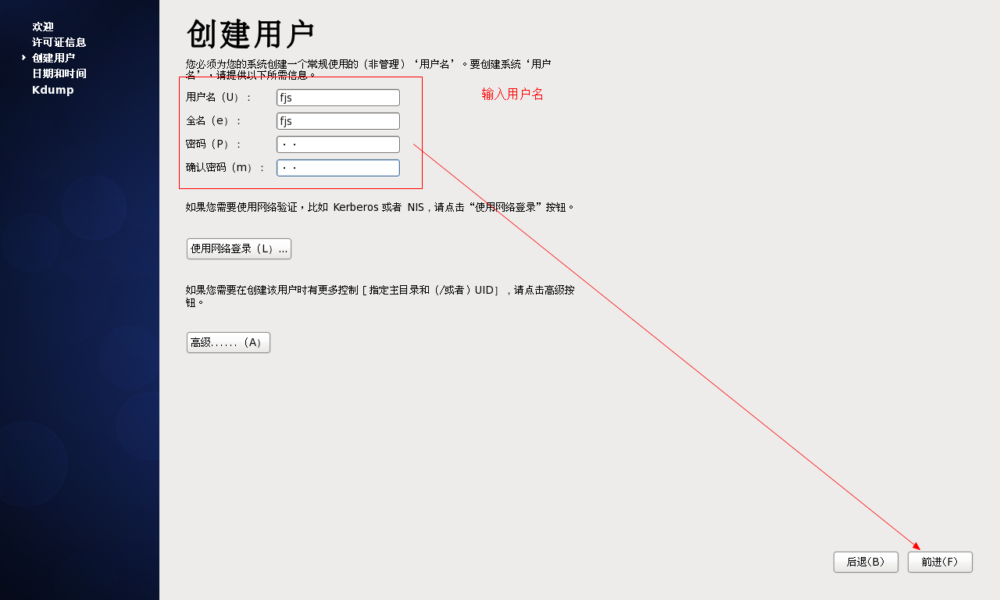 欢迎
许可证信息
创建用户
日期和时间
Kdump
创建用户
您必须为您的系统创建一个常规使用的（非管理）‘用户名’。要创建系统‘用户
名’，请提供以下所需信息。
输入用户名
用户名（U）： fjs
全名（e）： fjs
密码（P）： ··
确认密码（m）： ··
如果您需要使用网络验证，比如 Kerberos 或者 NIS，请点击“使用网络登录”按钮。
使用网络登录（L）...
如果您需要在创建该用户时有更多控制［指定主目录和（/或者）UID］，请点击高级按
钮。
高级……（A）
后退(B) 前进(F)